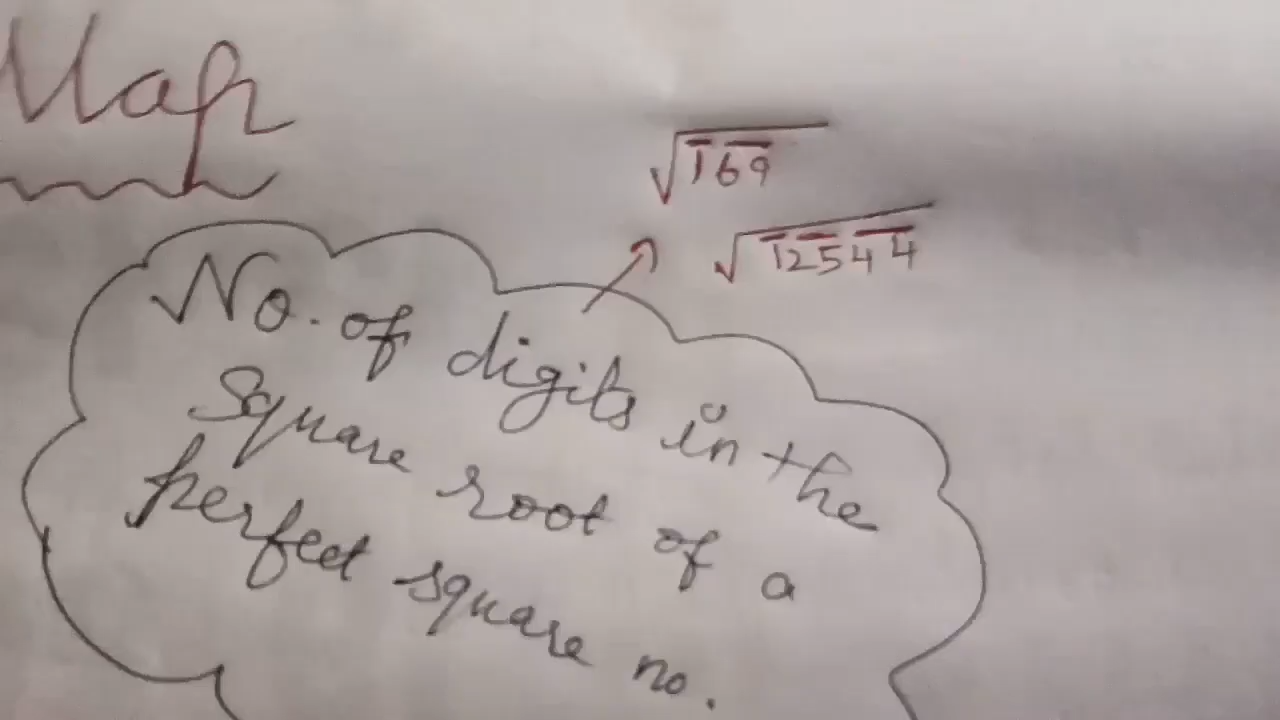 Map
√169
√12544
No. of digits in the
square root of a
perfect square no.